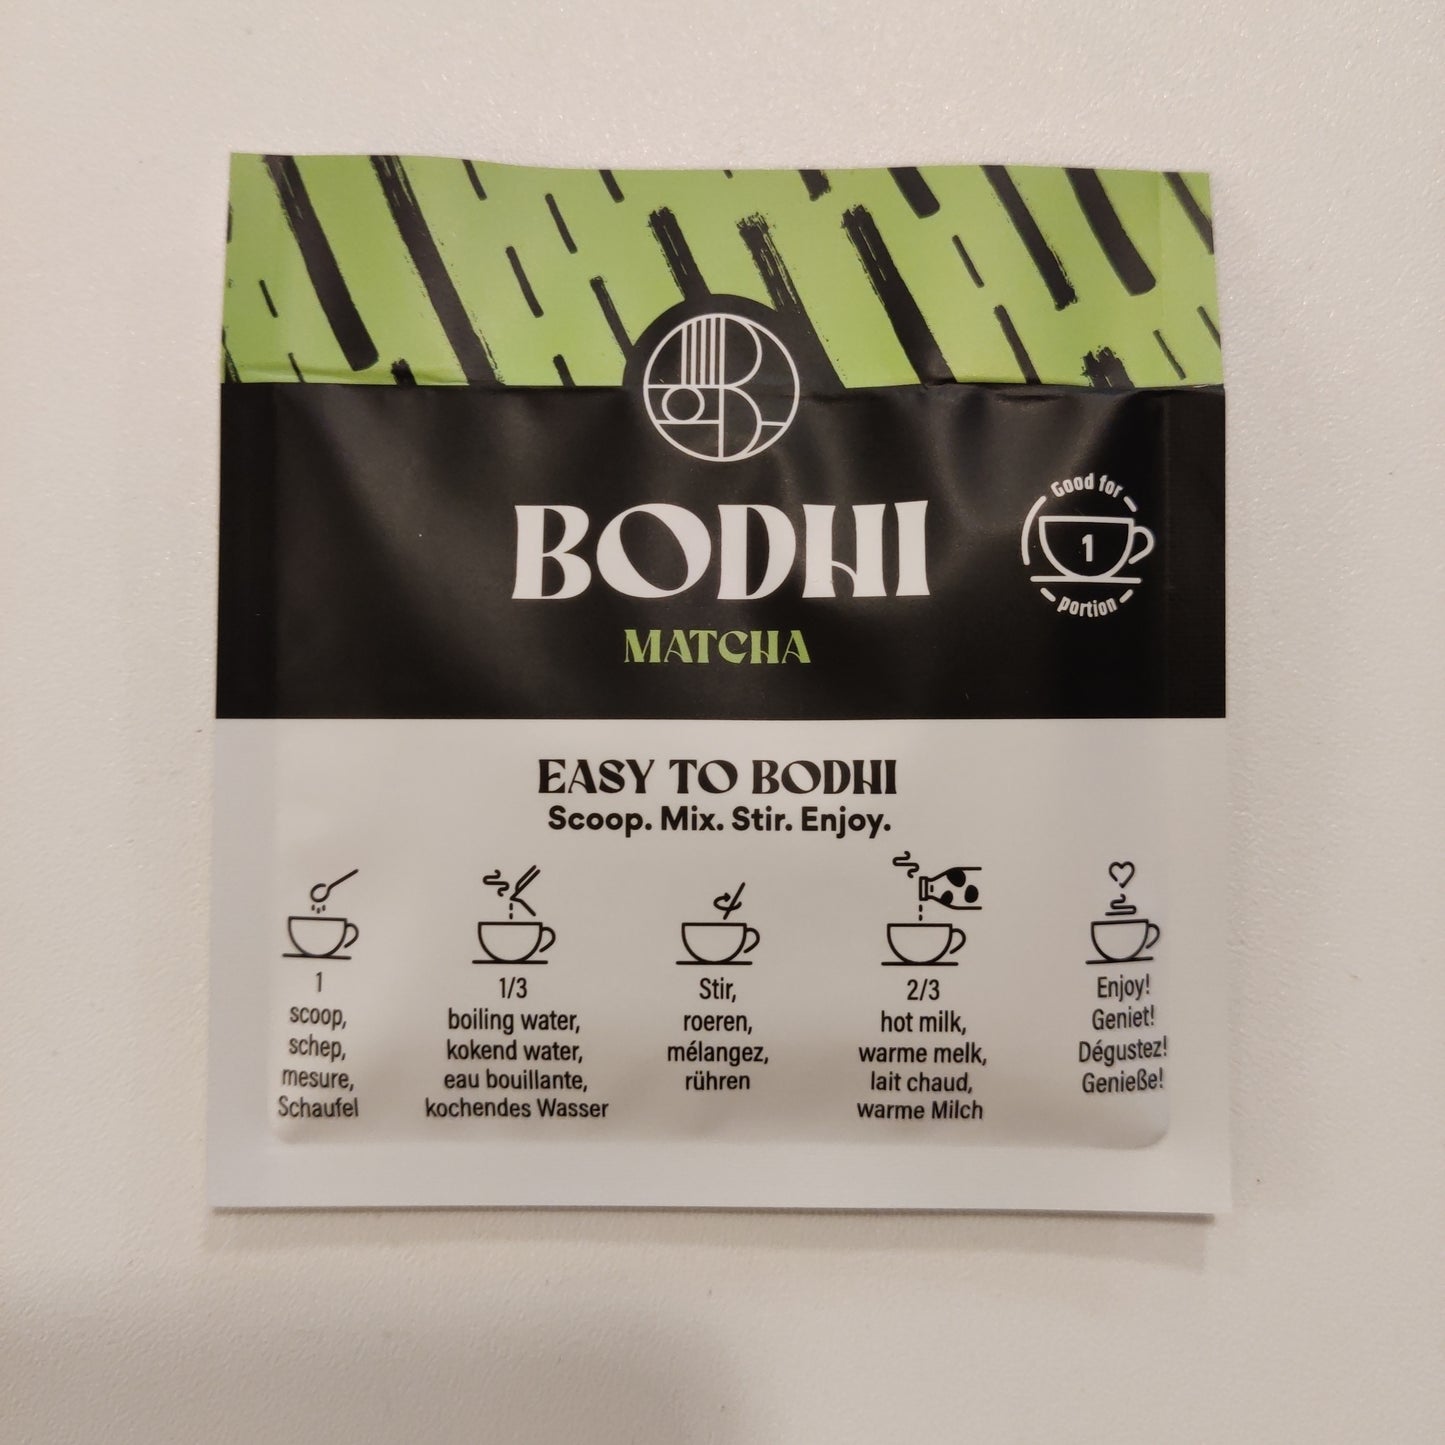 BODHI
Good for
1
portion
MATCHA
EASY TO BODHI
Scoop. Mix. Stir. Enjoy.
1
scoop,
schep,
mesure,
Schaufel
1/3
boiling water,
kokend water,
eau bouillante,
kochendes Wasser
Stir,
roeren,
mélangez,
rühren
2/3
hot milk,
warme melk,
lait chaud,
warme Milch
Enjoy!
Geniet!
Dégustez!
Genieße!